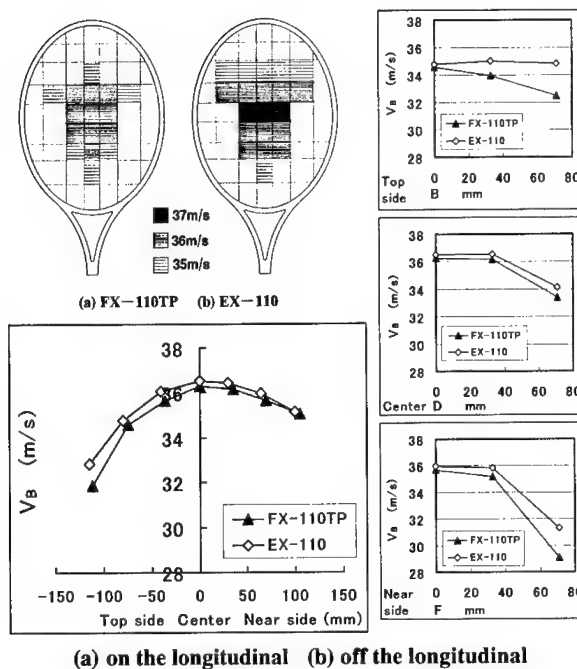 37m/s
36m/s
35m/s
(a) FX-110TP (b) EX-110
38
36
35
33
31
30
28
VB (m/s)
FX-110TP
EX-110
-150 -100 -50 0 50 100 150
Top side Center Near side (mm)
38
36
34
32
30
28
VB (m/s)
FX-110TP
EX-110
0 20 40 60 80
Top side B mm
38
36
34
32
30
28
VB (m/s)
FX-110TP
EX-110
0 20 40 60 80
Center D mm
38
36
34
32
30
28
VB (m/s)
FX-110TP
EX-110
0 20 40 60 80
Near side F mm
(a) on the longitudinal (b) off the longitudinal